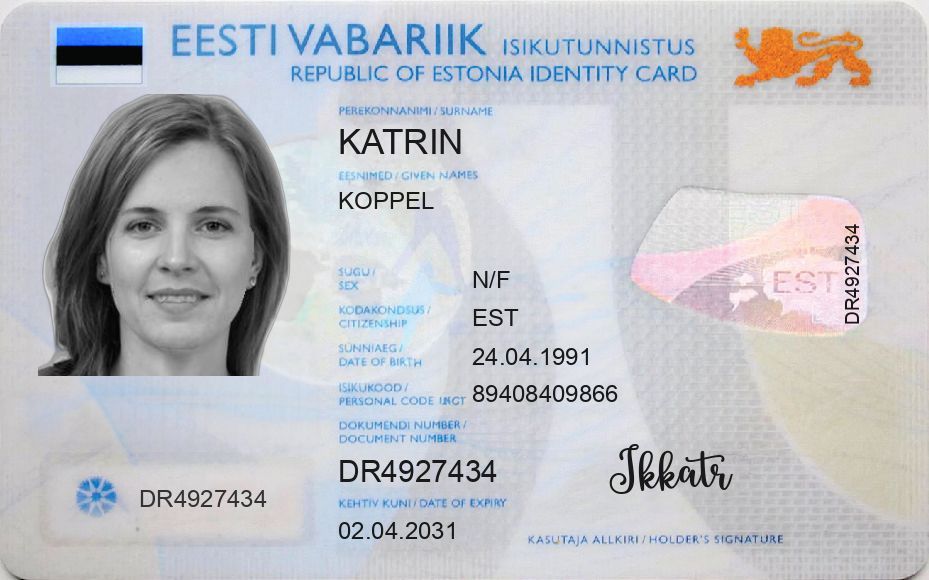 EESTI VABARIIK ISIKUTUNNISTUS
REPUBLIC OF ESTONIA IDENTITY CARD
PEREKONNANIMI / SURNAME
KATRIN
EESNIMED / GIVEN NAMES
KOPPEL
SUGU /
SEX
N/F
KODAKONDSUS /
CITIZENSHIP
EST
SÜNNIAEG /
DATE OF BIRTH
24.04.1991
ISIKUKOOD /
PERSONAL CODE
89408409866
DOKUMENDI NUMBER /
DOCUMENT NUMBER
DR4927434
KEHTIV KUNI / DATE OF EXPIRY
02.04.2031
DR4927434
EST
DR4927434
Jkkatr
KASUTAJA ALLKIRI / HOLDER'S SIGNATURE